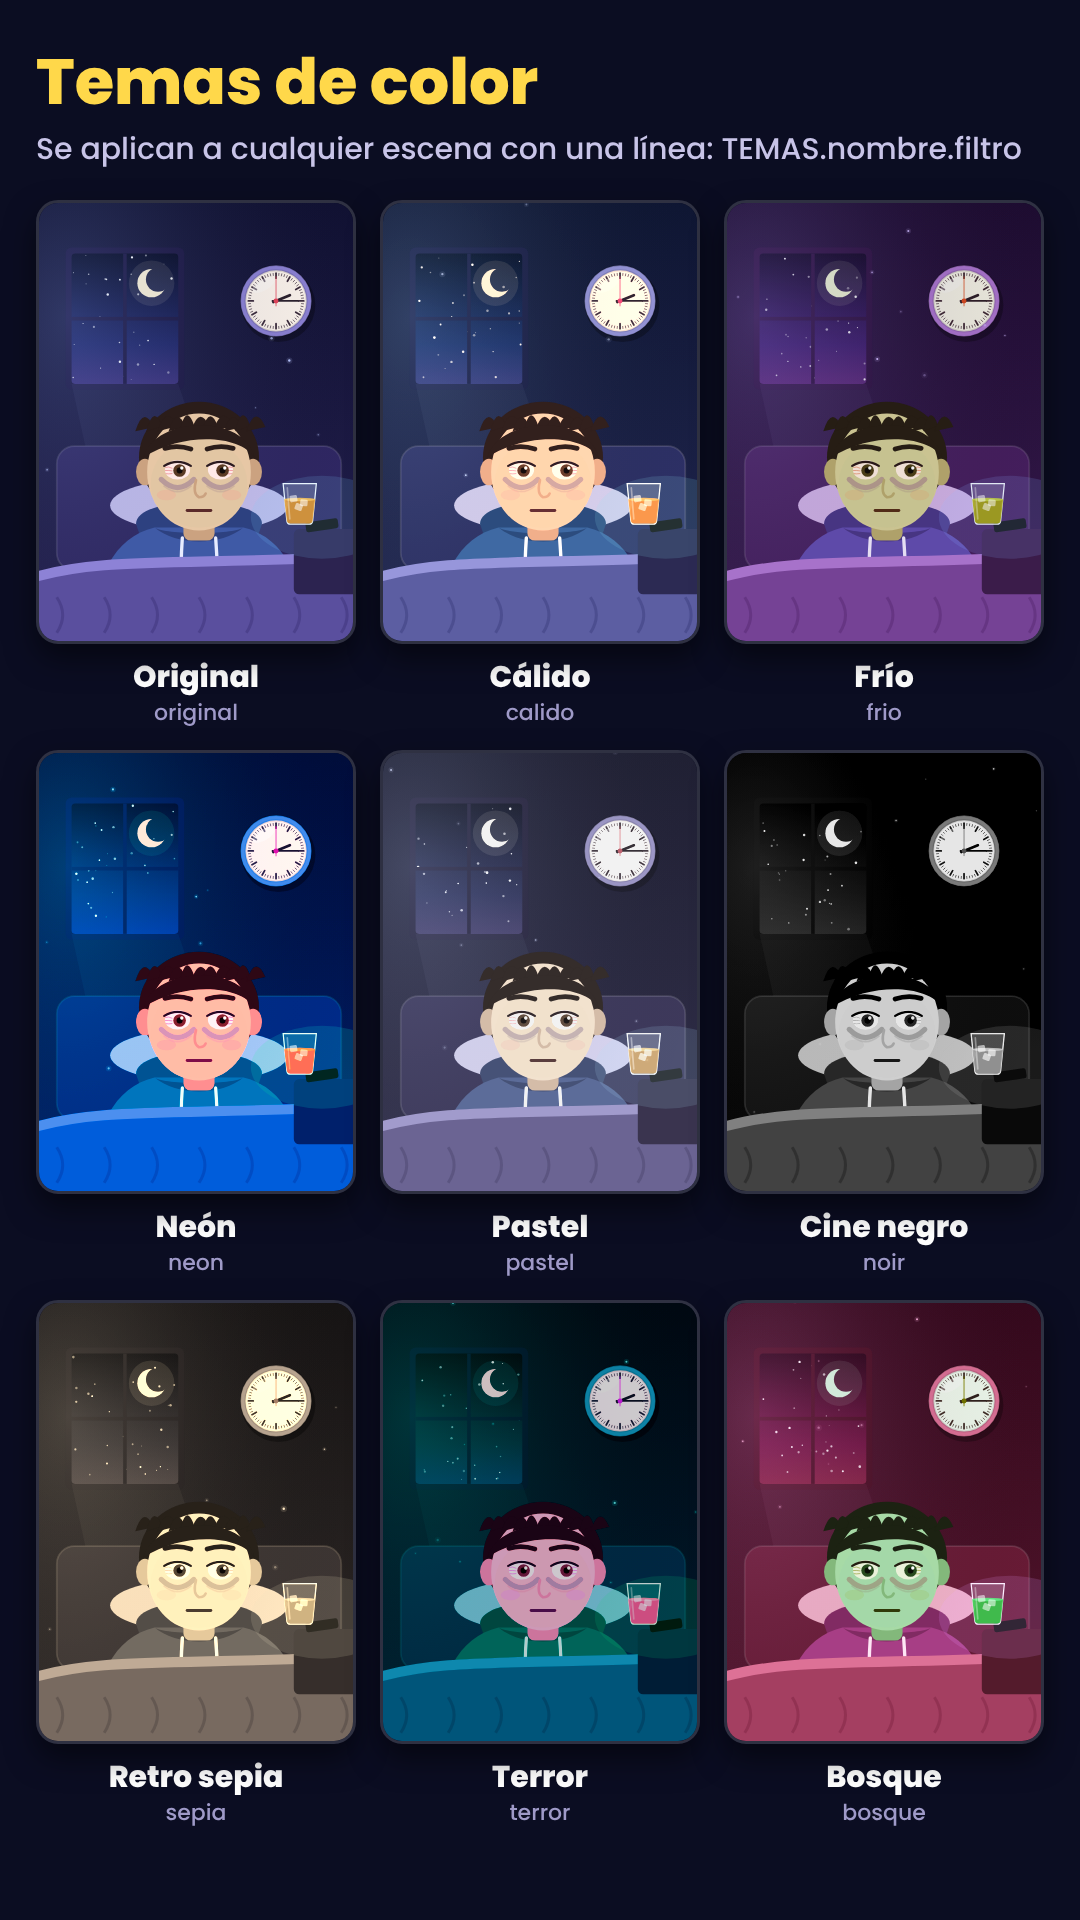 Temas de color
Se aplican a cualquier escena con una línea: TEMAS.nombre.filtro
Original
original
Cálido
calido
Frío
frio
Neón
neon
Pastel
pastel
Cine negro
noir
Retro sepia
sepia
Terror
terror
Bosque
bosque